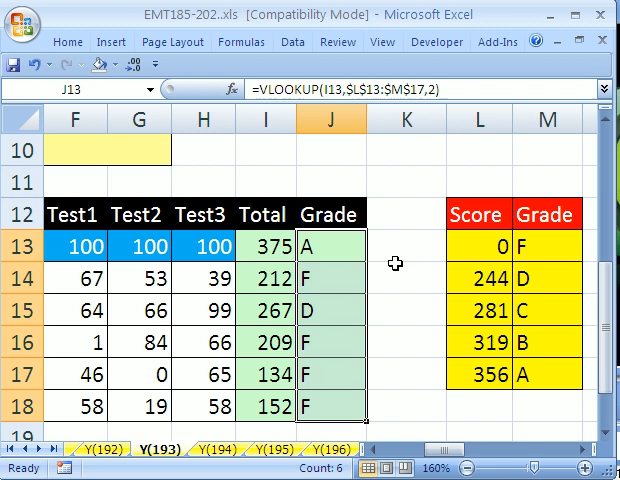 EMT185-202..xls [Compatibility Mode] - Microsoft Excel
Home Insert Page Layout Formulas Data Review View Developer Add-Ins
J13 fx =VLOOKUP(I13,$L$13:$M$17,2)
F G H I J K L M
10
11
12 Test1 Test2 Test3 Total Grade Score Grade
13 100 100 100 375 A 0 F
14 67 53 39 212 F 244 D
15 64 66 99 267 D 281 C
16 1 84 66 209 F 319 B
17 46 0 65 134 F 356 A
18 58 19 58 152 F
19
Y(192) Y(193) Y(194) Y(195) Y(196)
Ready Count: 6 160%